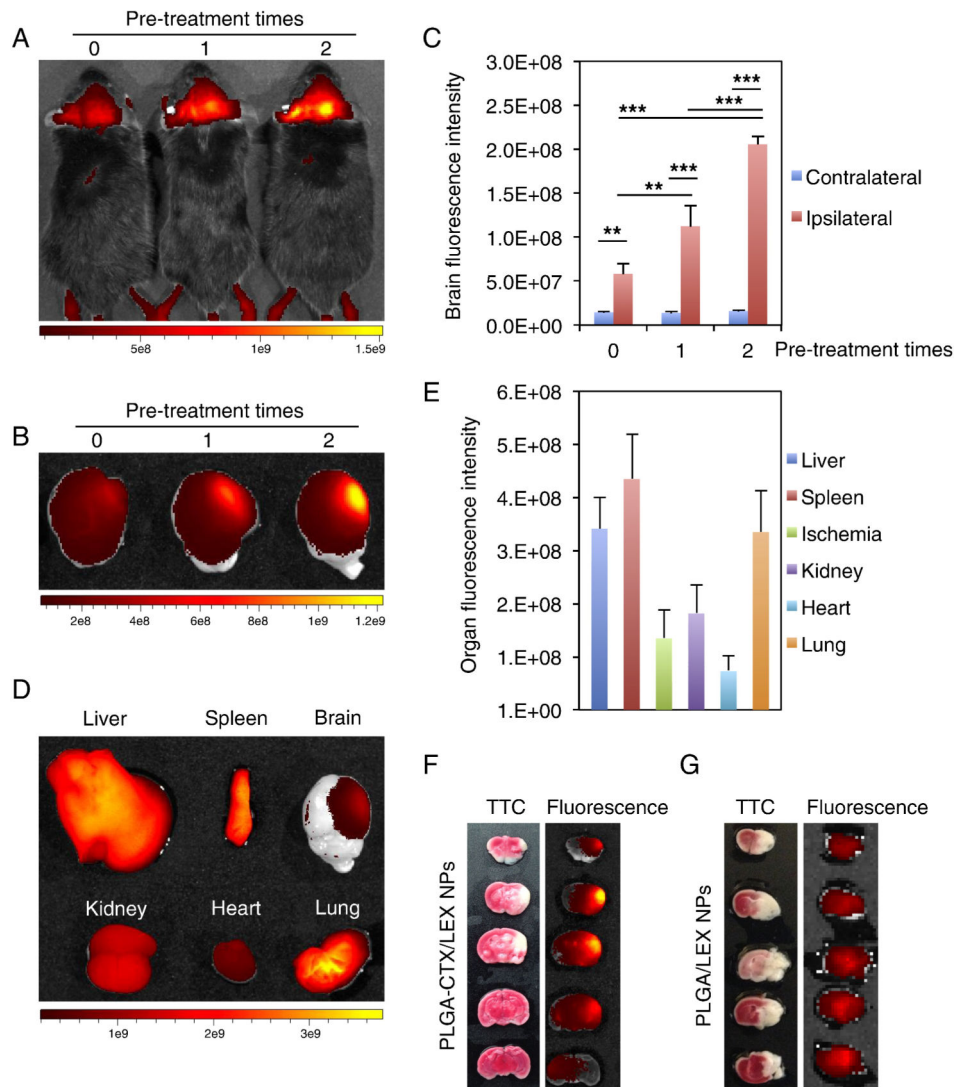 A
Pre-treatment times
0 1 2
5e8 1e9 1.5e9
B
Pre-treatment times
0 1 2
2e8 4e8 6e8 8e8 1e9 1.2e9
C
Brain fluorescence intensity
3.E+08
2.5E+08
2.0E+08
1.5E+08
1.0E+08
5.0E+07
0.0E+00
***
***
***
***
**
**
Contralateral
Ipsilateral
0 1 2 Pre-treatment times
D
Liver Spleen Brain
Kidney Heart Lung
1e9 2e9 3e9
E
Organ fluorescence intensity
6.E+08
5.E+08
4.E+08
3.E+08
2.E+08
1.E+08
1.E+00
Liver
Spleen
Ischemia
Kidney
Heart
Lung
F
TTC Fluorescence
PLGA-CTX/LEX NPs
G
TTC Fluorescence
PLGA/LEX NPs